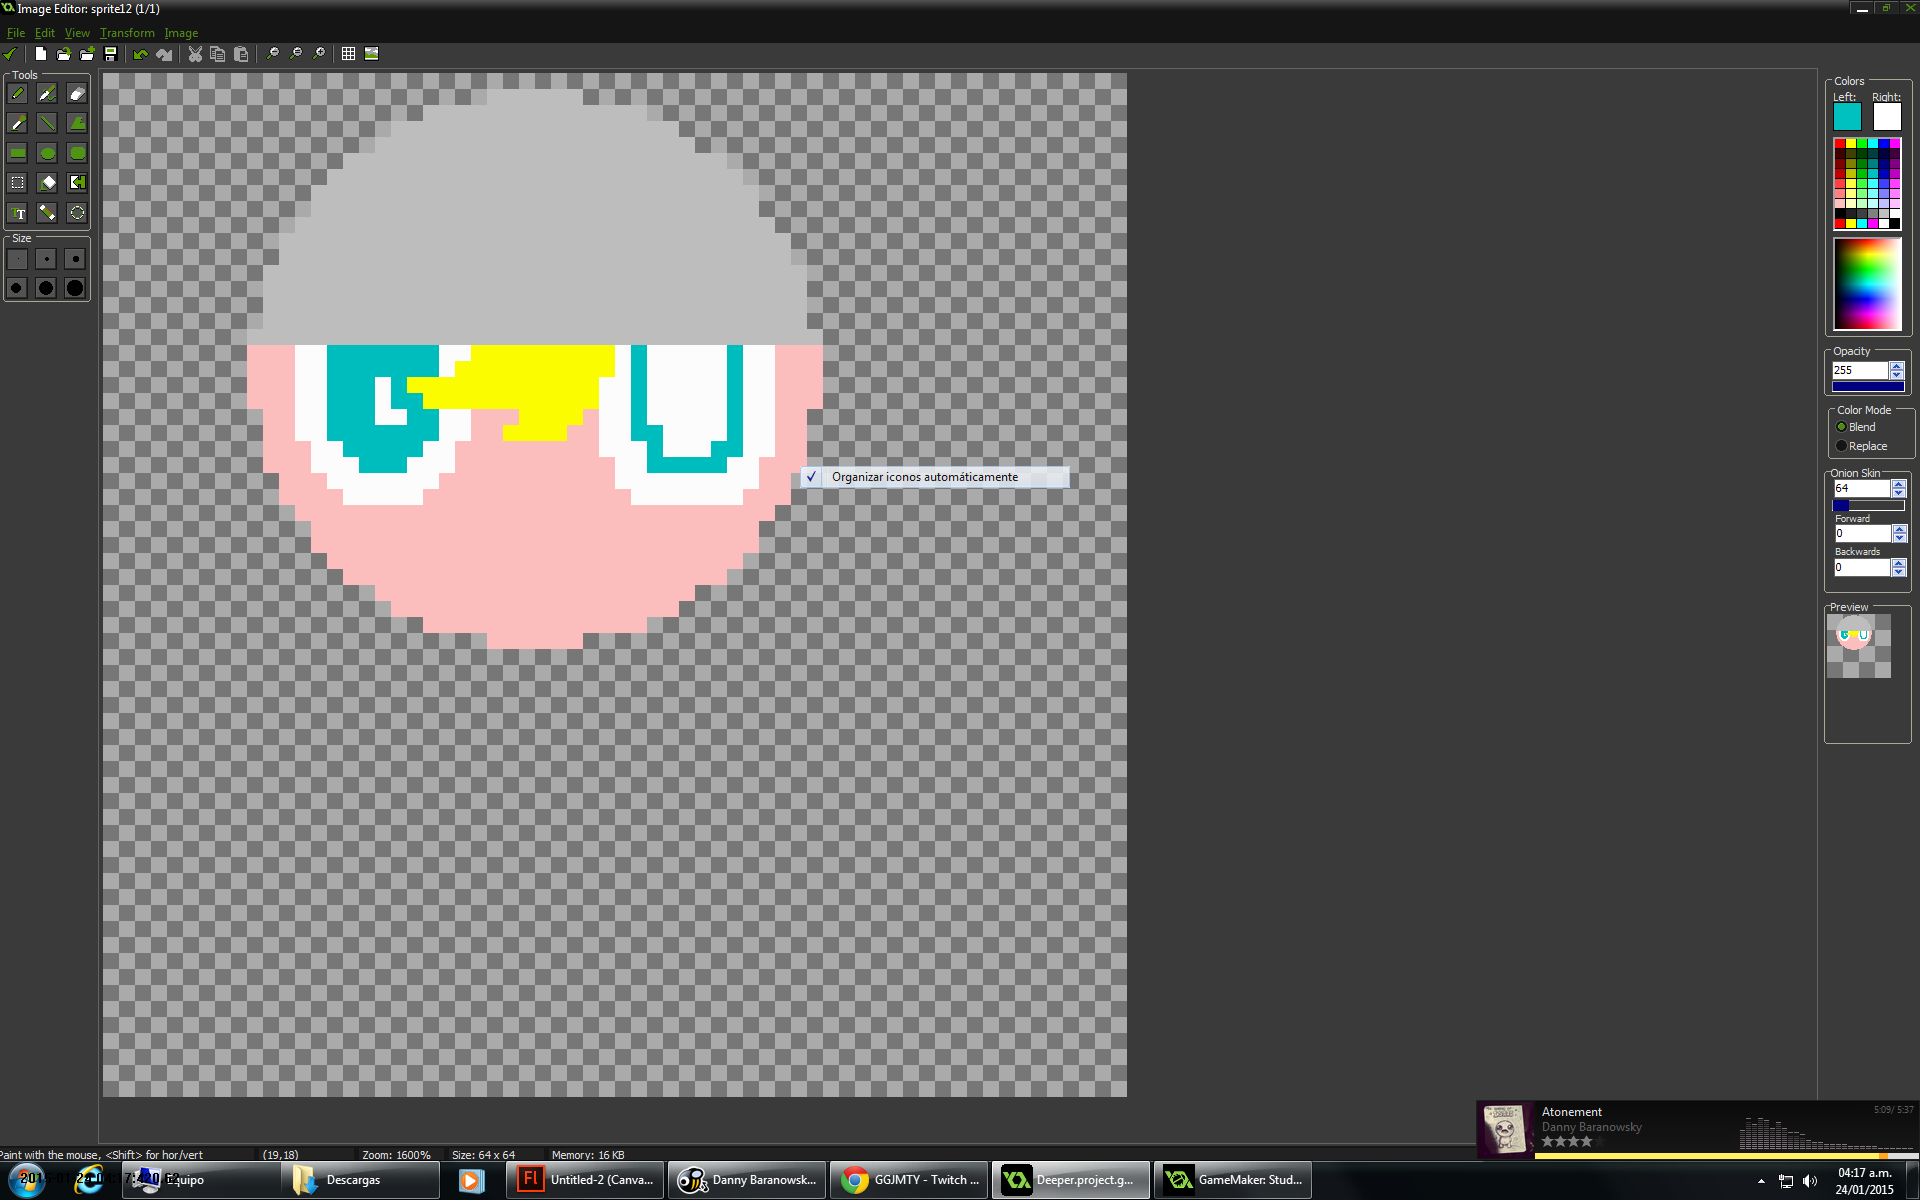 Image Editor: sprite12 (1/1)
File Edit View Transform Image
Tools
Size
Colors
Left: Right:
Opacity
255
Color Mode
Blend
Replace
Onion Skin
64
Forward
0
Backwards
0
Preview
Organizar iconos automáticamente
Atonement
5:09/ 5:37
Danny Baranowsky
Paint with the mouse, <Shift> for hor/vert (19,18) Zoom: 1600% Size: 64 x 64 Memory: 16 KB
Equipo
Descargas
Untitled-2 (Canva...
Danny Baranowsk...
GGJMTY - Twitch ...
Deeper.project.g...
GameMaker: Stud...
04:17 a.m.
24/01/2015